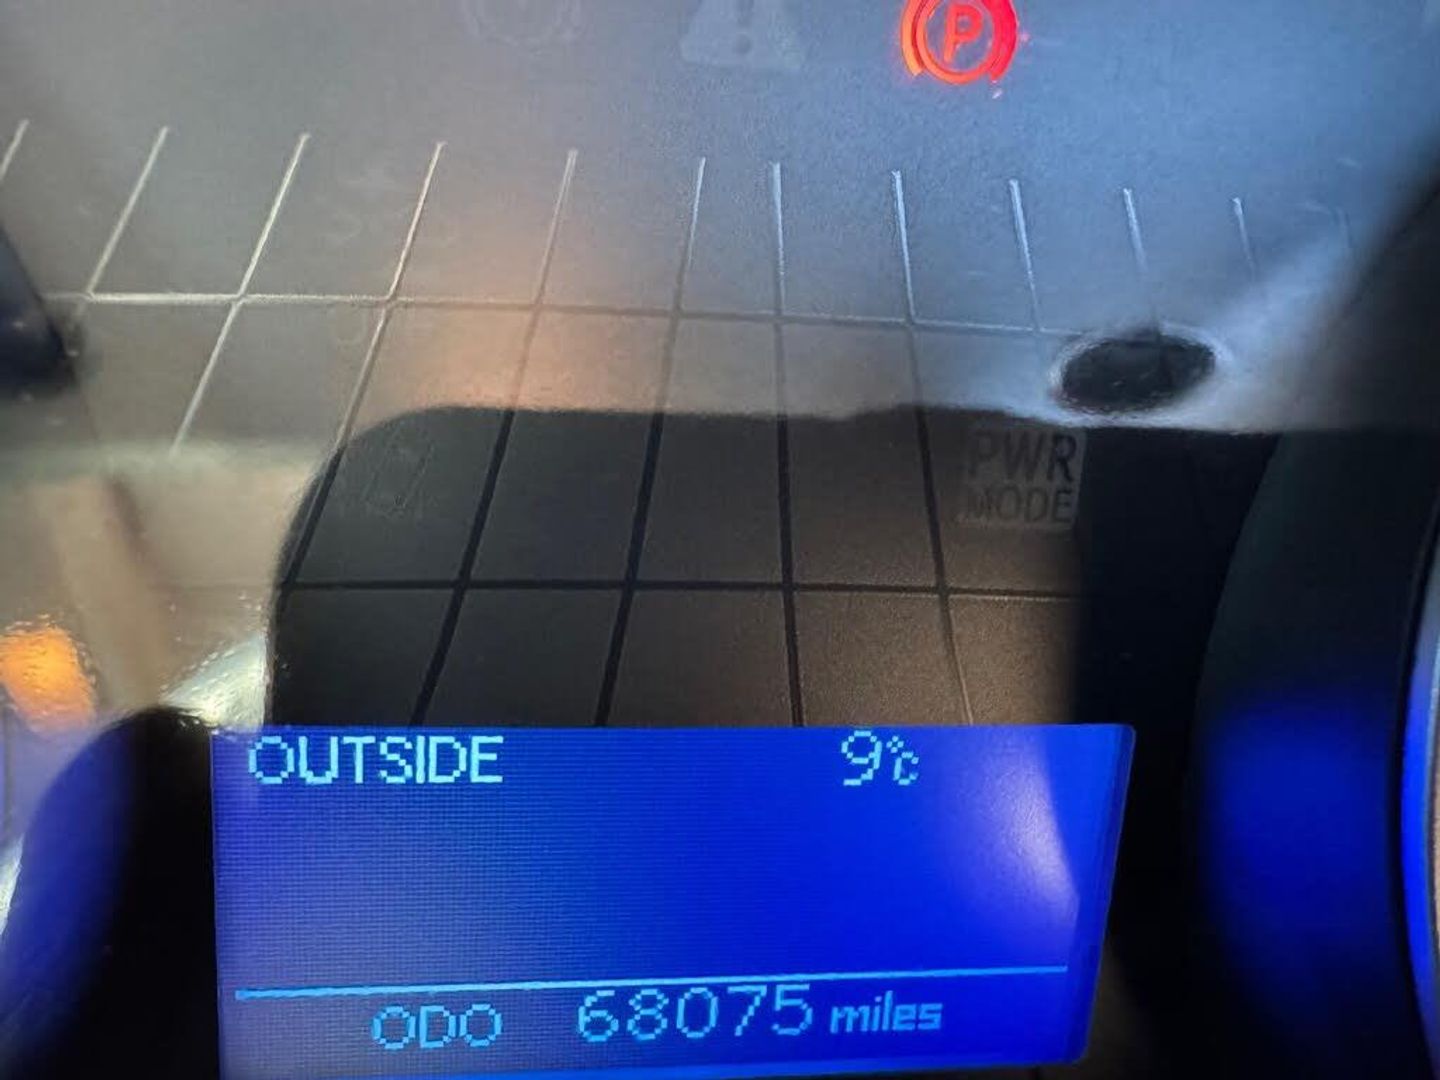 P
PWR
MODE
OUTSIDE 9°C
ODO 68075 miles